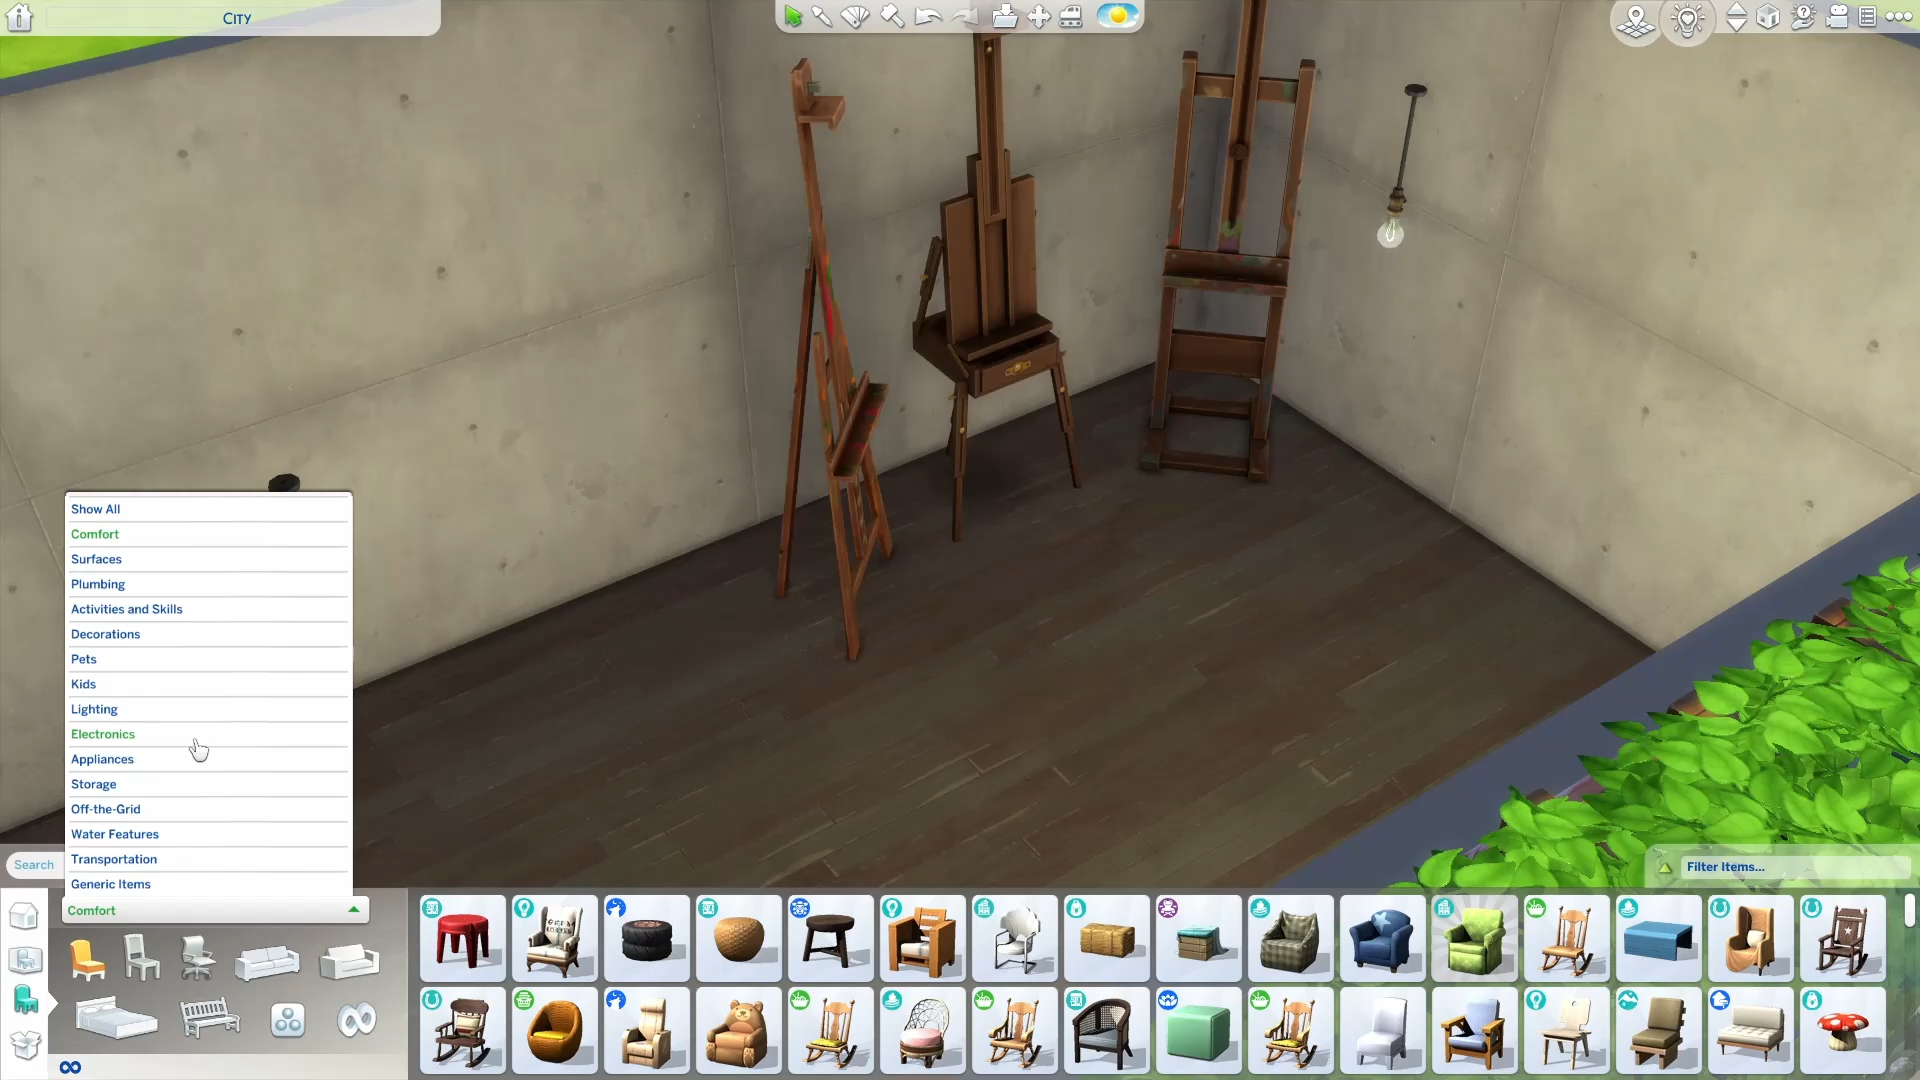 City
Show All
Comfort
Surfaces
Plumbing
Activities and Skills
Decorations
Pets
Kids
Lighting
Electronics
Appliances
Storage
Off-the-Grid
Water Features
Transportation
Generic Items
Search
Filter Items...
Comfort